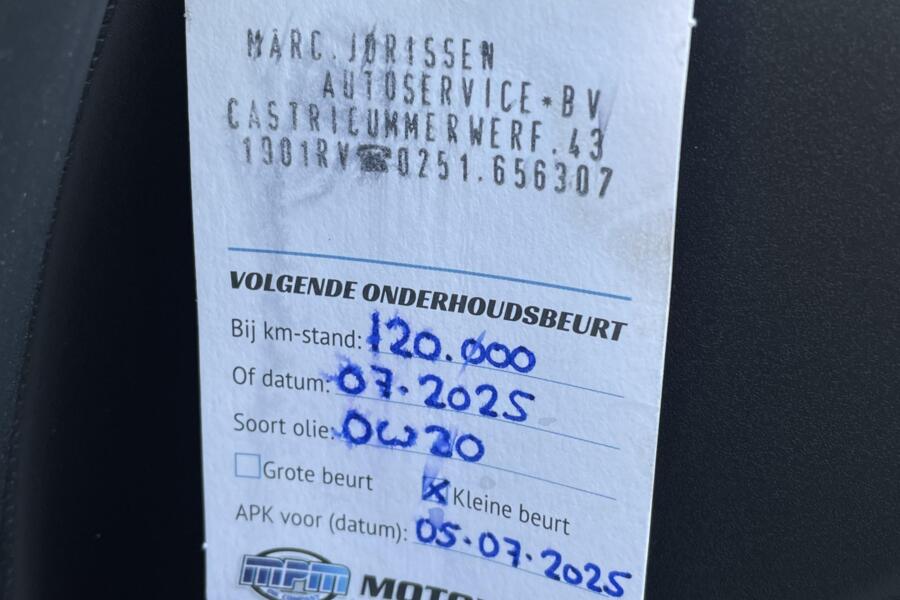 MARC.JORISSEN
AUTOSERVICE*BV
CASTRICUMMERWERF.43
1901RV☎0251.656307
VOLGENDE ONDERHOUDSBEURT
Bij km-stand: 120.000
Of datum: 07-2025
Soort olie: 0W20
Grote beurt
x Kleine beurt
APK voor (datum): 05-07-2025
mpm